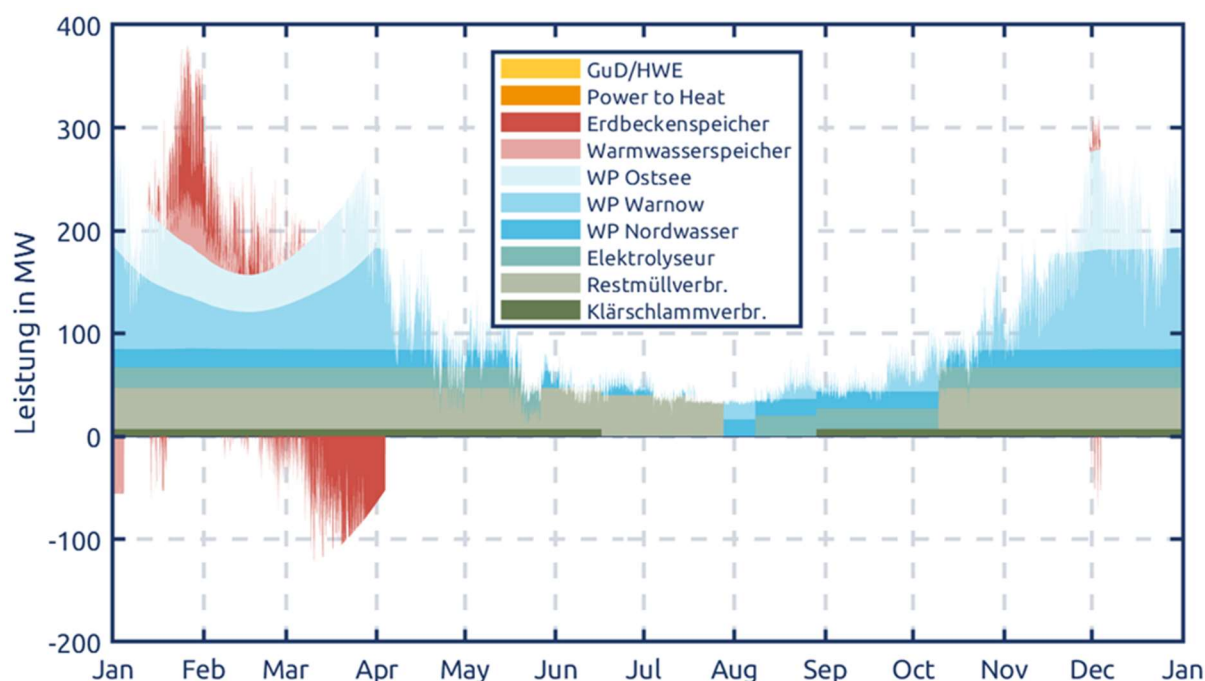 400
300
200
100
0
-100
-200
Leistung in MW
GuD/HWE
Power to Heat
Erdbeckenspeicher
Warmwasserspeicher
WP Ostsee
WP Warnow
WP Nordwasser
Elektrolyseur
Restmüllverbr.
Klärschlammverbr.
Jan Feb Mar Apr May Jun Jul Aug Sep Oct Nov Dec Jan